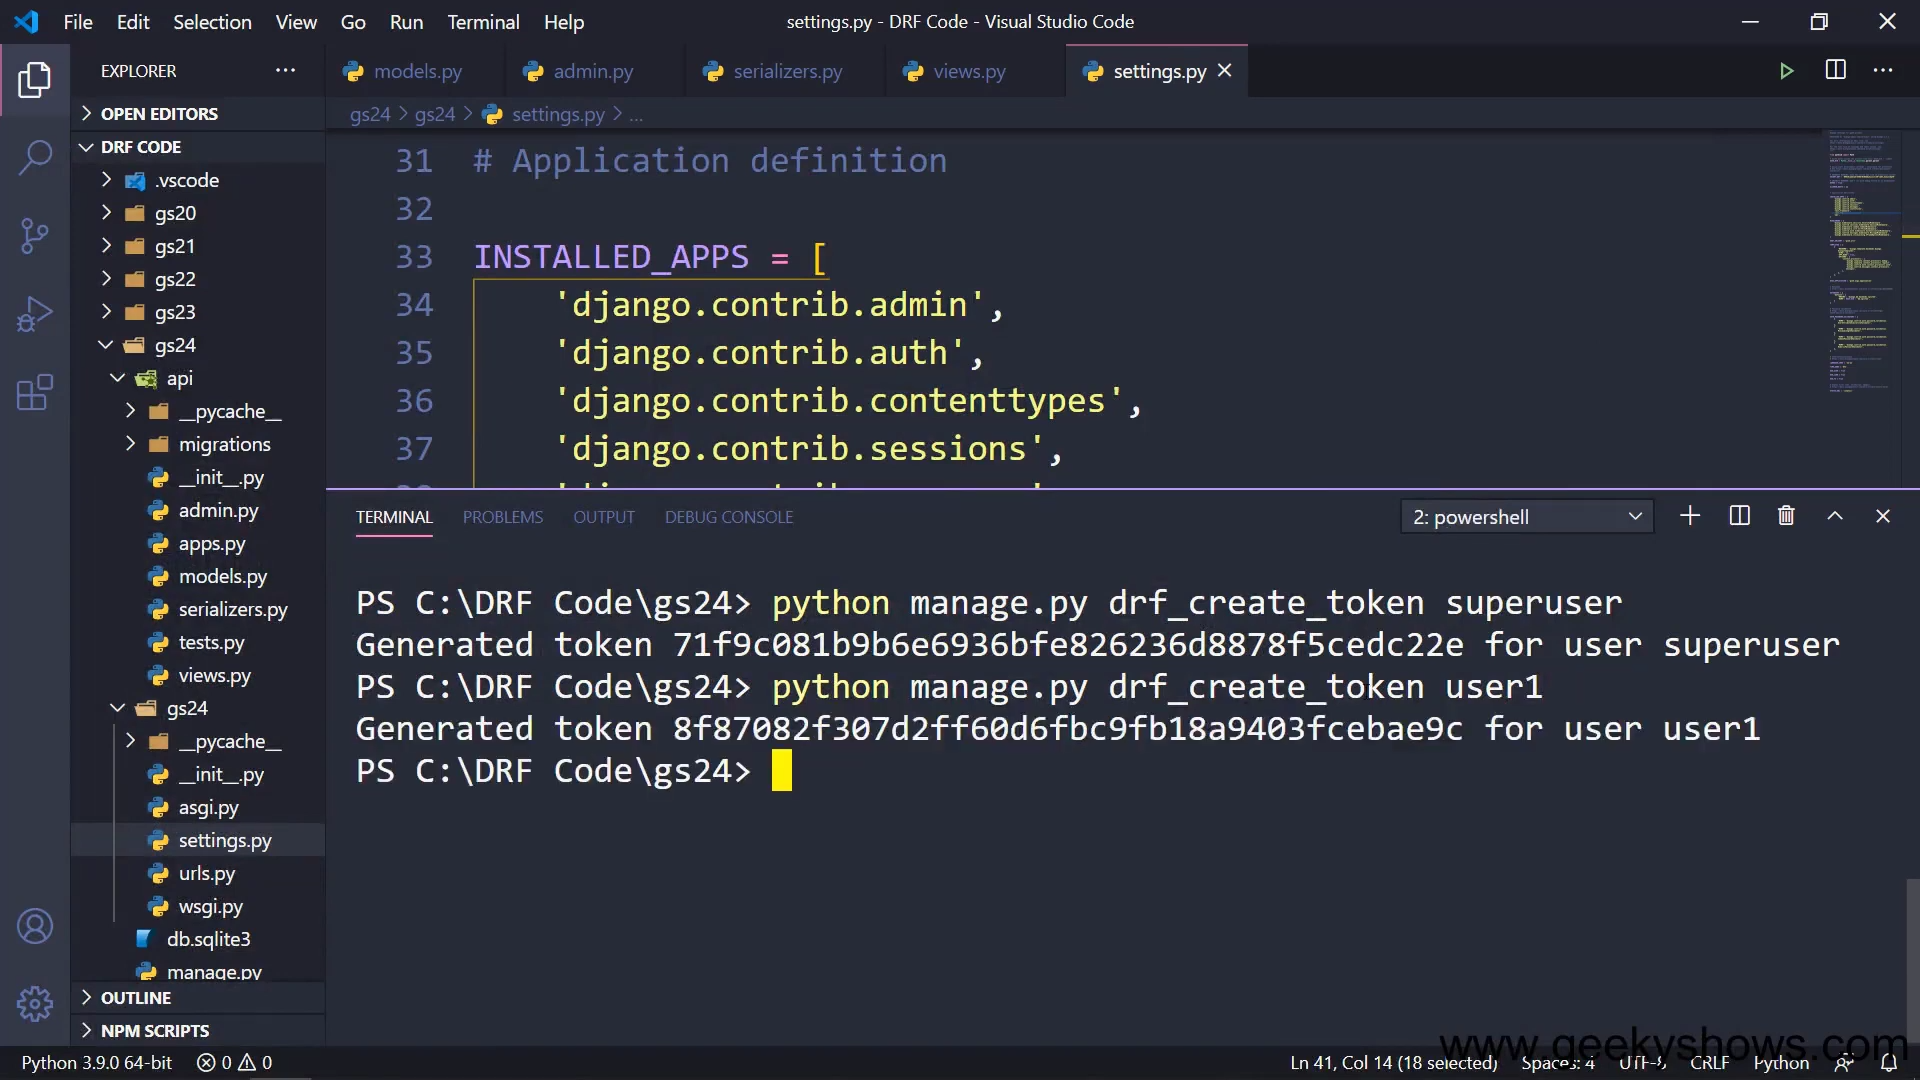 File Edit Selection View Go Run Terminal Help
settings.py - DRF Code - Visual Studio Code
EXPLORER
OPEN EDITORS
DRF CODE
.vscode
gs20
gs21
gs22
gs23
gs24
api
__pycache__
migrations
__init__.py
admin.py
apps.py
models.py
serializers.py
tests.py
views.py
gs24
__pycache__
__init__.py
asgi.py
settings.py
urls.py
wsgi.py
db.sqlite3
manage.py
OUTLINE
NPM SCRIPTS
models.py admin.py serializers.py views.py settings.py
gs24 > gs24 > settings.py > ...
31 # Application definition
32
33 INSTALLED_APPS = [
34 'django.contrib.admin',
35 'django.contrib.auth',
36 'django.contrib.contenttypes',
37 'django.contrib.sessions',
TERMINAL PROBLEMS OUTPUT DEBUG CONSOLE
2: powershell
PS C:\DRF Code\gs24> python manage.py drf_create_token superuser
Generated token 71f9c081b9b6e6936bfe826236d8878f5cedc22e for user superuser
PS C:\DRF Code\gs24> python manage.py drf_create_token user1
Generated token 8f87082f307d2ff60d6fbc9fb18a9403fcebae9c for user user1
PS C:\DRF Code\gs24>
www.geekyshows.com
Python 3.9.0 64-bit 0 0
Ln 41, Col 14 (18 selected) Spaces: 4 UTF-8 CRLF Python